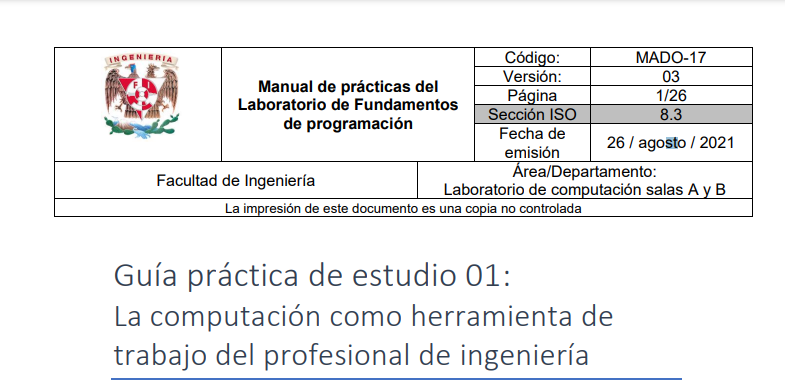 INGENIERIA
Manual de prácticas del
Laboratorio de Fundamentos
de programación
Código:
MADO-17
Versión:
03
Página
1/26
Sección ISO
8.3
Fecha de
emisión
26 / agosto / 2021
Facultad de Ingeniería
Área/Departamento:
Laboratorio de computación salas A y B
La impresión de este documento es una copia no controlada
Guía práctica de estudio 01:
La computación como herramienta de
trabajo del profesional de ingeniería